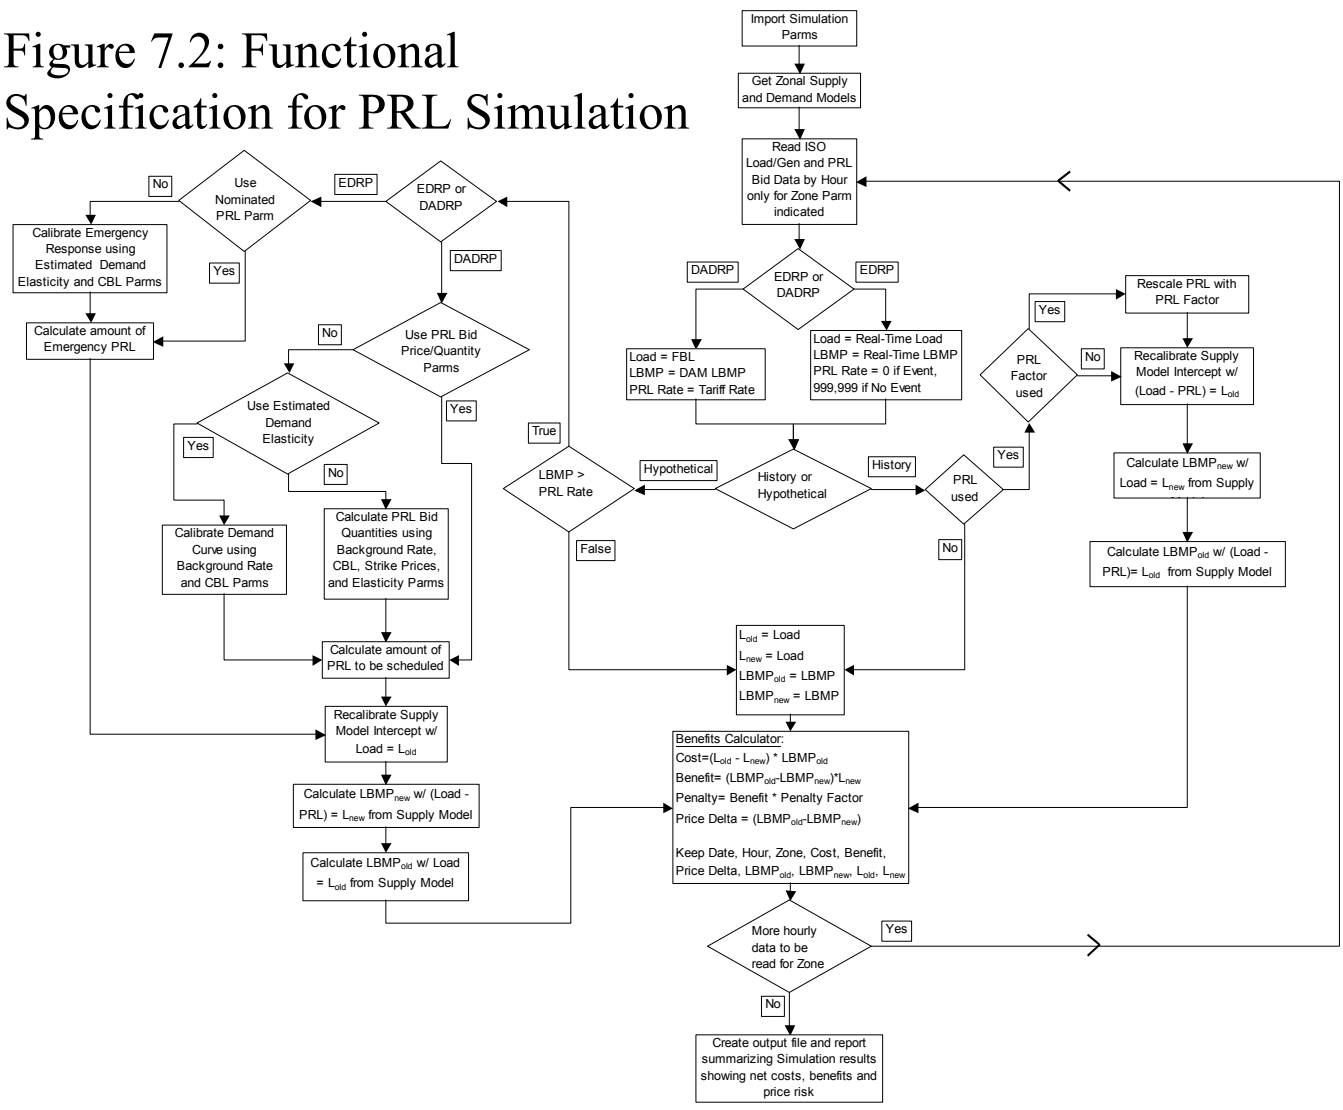 Figure 7.2: Functional
Specification for PRL Simulation
Import Simulation
Parms
Get Zonal Supply
and Demand Models
Read ISO
Load/Gen and PRL
Bid Data by Hour
only for Zone Parm
indicated
EDRP or
DADRP
DADRP
EDRP
Load = FBL
LBMP = DAM LBMP
PRL Rate = Tariff Rate
Load = Real-Time Load
LBMP = Real-Time LBMP
PRL Rate = 0 if Event,
999,999 if No Event
History or
Hypothetical
Hypothetical
History
LBMP >
PRL Rate
True
False
PRL
used
Yes
No
PRL
Factor
used
Yes
No
Rescale PRL with
PRL Factor
Recalibrate Supply
Model Intercept w/
(Load - PRL) = Lold
Calculate LBMPnew w/
Load = Lnew from Supply
Calculate LBMPold w/ (Load -
PRL)= Lold from Supply Model
EDRP or
DADRP
EDRP
DADRP
Use
Nominated
PRL Parm
No
Yes
Calibrate Emergency
Response using
Estimated Demand
Elasticity and CBL Parms
Calculate amount of
Emergency PRL
Use PRL Bid
Price/Quantity
Parms
No
Yes
Use Estimated
Demand
Elasticity
Yes
No
Calibrate Demand
Curve using
Background Rate
and CBL Parms
Calculate PRL Bid
Quantities using
Background Rate,
CBL, Strike Prices,
and Elasticity Parms
Calculate amount of
PRL to be scheduled
Recalibrate Supply
Model Intercept w/
Load = Lold
Calculate LBMPnew w/ (Load -
PRL) = Lnew from Supply Model
Calculate LBMPold w/ Load
= Lold from Supply Model
Lold = Load
Lnew = Load
LBMPold = LBMP
LBMPnew = LBMP
Benefits Calculator:
Cost=(Lold - Lnew) * LBMPold
Benefit= (LBMPold-LBMPnew)*Lnew
Penalty= Benefit * Penalty Factor
Price Delta = (LBMPold-LBMPnew)
Keep Date, Hour, Zone, Cost, Benefit,
Price Delta, LBMPold, LBMPnew, Lold, Lnew
More hourly
data to be
read for Zone
Yes
No
Create output file and report
summarizing Simulation results
showing net costs, benefits and
price risk